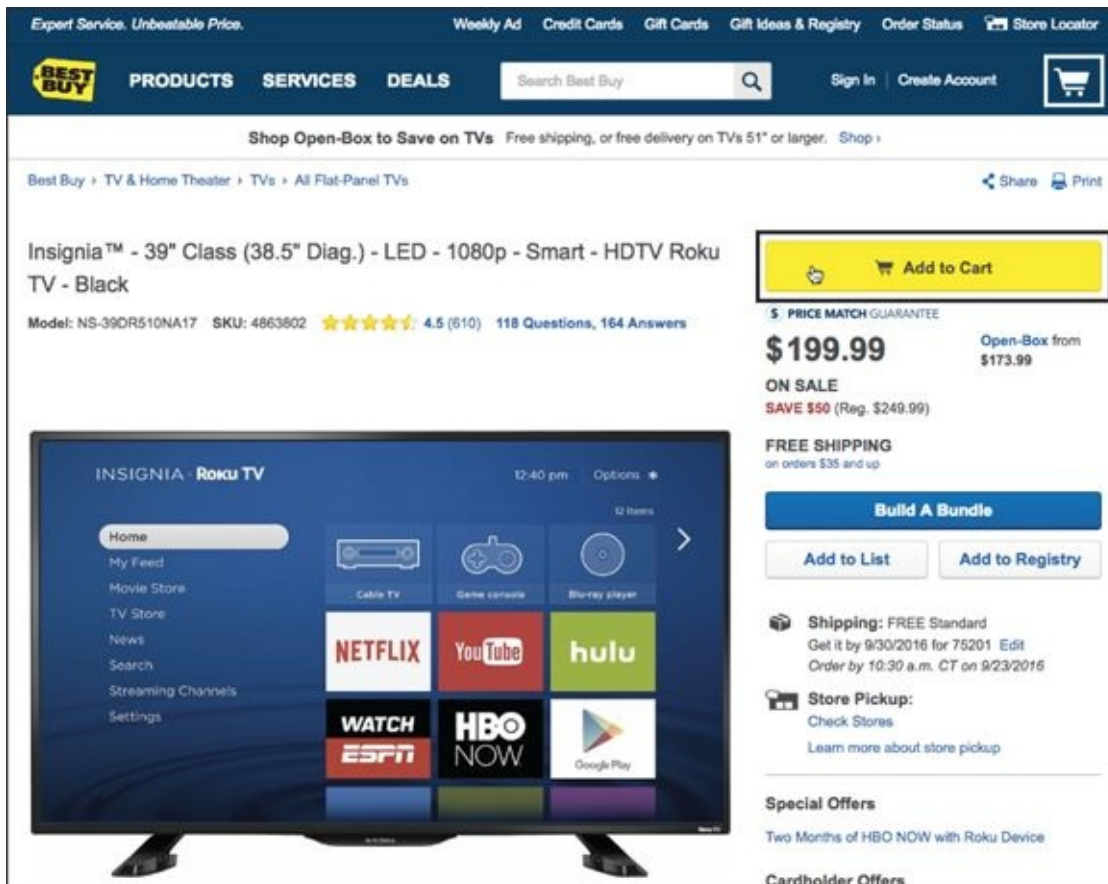 Expert Service. Unbeatable Price.
Weekly Ad Credit Cards Gift Cards Gift Ideas & Registry Order Status Store Locator
BEST BUY PRODUCTS SERVICES DEALS Search Best Buy Sign In Create Account
Shop Open-Box to Save on TVs Free shipping, or free delivery on TVs 51" or larger. Shop ›
Best Buy › TV & Home Theater › TVs › All Flat-Panel TVs
Share Print
Insignia™ - 39" Class (38.5" Diag.) - LED - 1080p - Smart - HDTV Roku
TV - Black
Model: NS-39DR510NA17 SKU: 4863802 4.5 (610) 118 Questions, 164 Answers
Add to Cart
$ PRICE MATCH GUARANTEE
$199.99
Open-Box from
$173.99
ON SALE
SAVE $50 (Reg. $249.99)
FREE SHIPPING
on orders $35 and up
Build A Bundle
Add to List Add to Registry
Shipping: FREE Standard
Get it by 9/30/2016 for 75201 Edit
Order by 10:30 a.m. CT on 9/23/2016
Store Pickup:
Check Stores
Learn more about store pickup
Special Offers
Two Months of HBO NOW with Roku Device
Cardholder Offers
INSIGNIA · ROKU TV 12:40 pm Options *
12 Items
Home
My Feed
Movie Store
TV Store
News
Search
Streaming Channels
Settings
Cable TV Game console Blu-ray player
NETFLIX YouTube hulu
WATCH
ESPN
HBO
NOW
Google Play